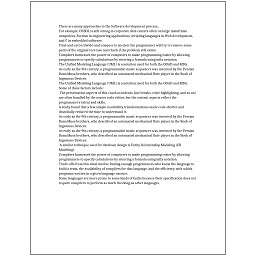 There are many approaches to the Software development process.
For example, COBOL is still strong in corporate data centers often on large mainframe
computers, Fortran in engineering applications, scripting languages in Web development,
and C in embedded software.
Trial-and-error/divide-and-conquer is needed: the programmer will try to remove some
parts of the original test case and check if the problem still exists.
Compilers harnessed the power of computers to make programming easier by allowing
programmers to specify calculations by entering a formula using infix notation.
The Unified Modeling Language (UML) is a notation used for both the OOAD and MDA.
As early as the 9th century, a programmable music sequencer was invented by the Persian
Banu Musa brothers, who described an automated mechanical flute player in the Book of
Ingenious Devices.
The Unified Modeling Language (UML) is a notation used for both the OOAD and MDA.
Some of these factors include:
The presentation aspects of this (such as indents, line breaks, color highlighting, and so on)
are often handled by the source code editor, but the content aspects reflect the
programmer's talent and skills.
A study found that a few simple readability transformations made code shorter and
drastically reduced the time to understand it.
As early as the 9th century, a programmable music sequencer was invented by the Persian
Banu Musa brothers, who described an automated mechanical flute player in the Book of
Ingenious Devices.
As early as the 9th century, a programmable music sequencer was invented by the Persian
Banu Musa brothers, who described an automated mechanical flute player in the Book of
Ingenious Devices.
A similar technique used for database design is Entity-Relationship Modeling (ER
Modeling).
Compilers harnessed the power of computers to make programming easier by allowing
programmers to specify calculations by entering a formula using infix notation.
Trade-offs from this ideal involve finding enough programmers who know the language to
build a team, the availability of compilers for that language, and the efficiency with which
programs written in a given language execute.
Some languages are more prone to some kinds of faults because their specification does not
require compilers to perform as much checking as other languages.